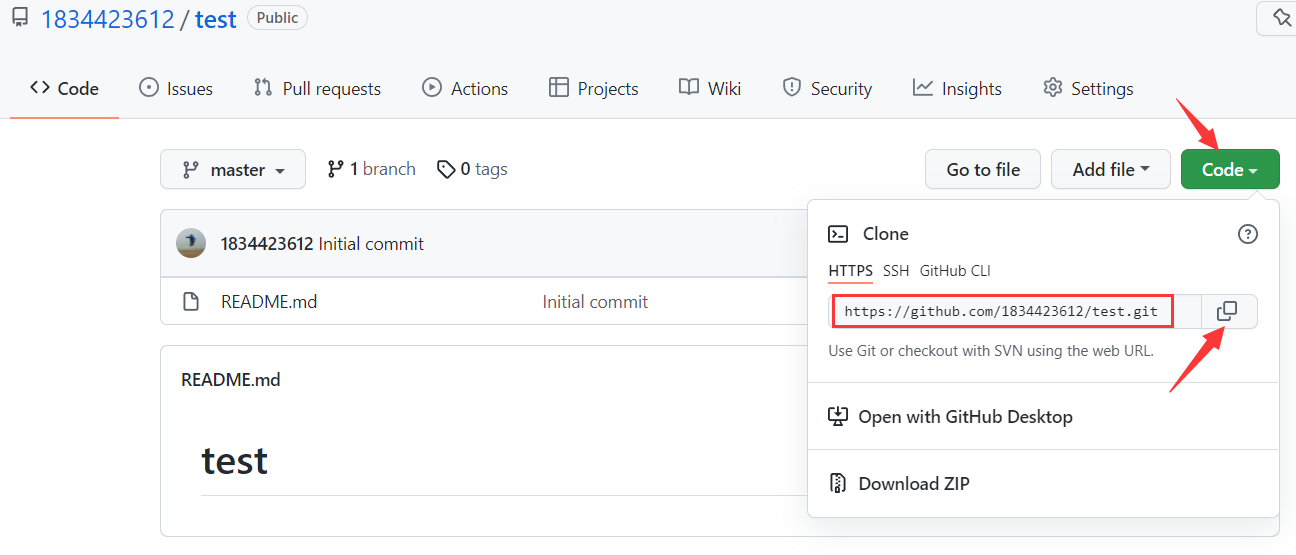 1834423612 / test Public
Code Issues Pull requests Actions Projects Wiki Security Insights Settings
master 1 branch 0 tags Go to file Add file Code
1834423612 Initial commit
README.md Initial commit
README.md
test
Clone
HTTPS SSH GitHub CLI
https://github.com/1834423612/test.git
Use Git or checkout with SVN using the web URL.
Open with GitHub Desktop
Download ZIP